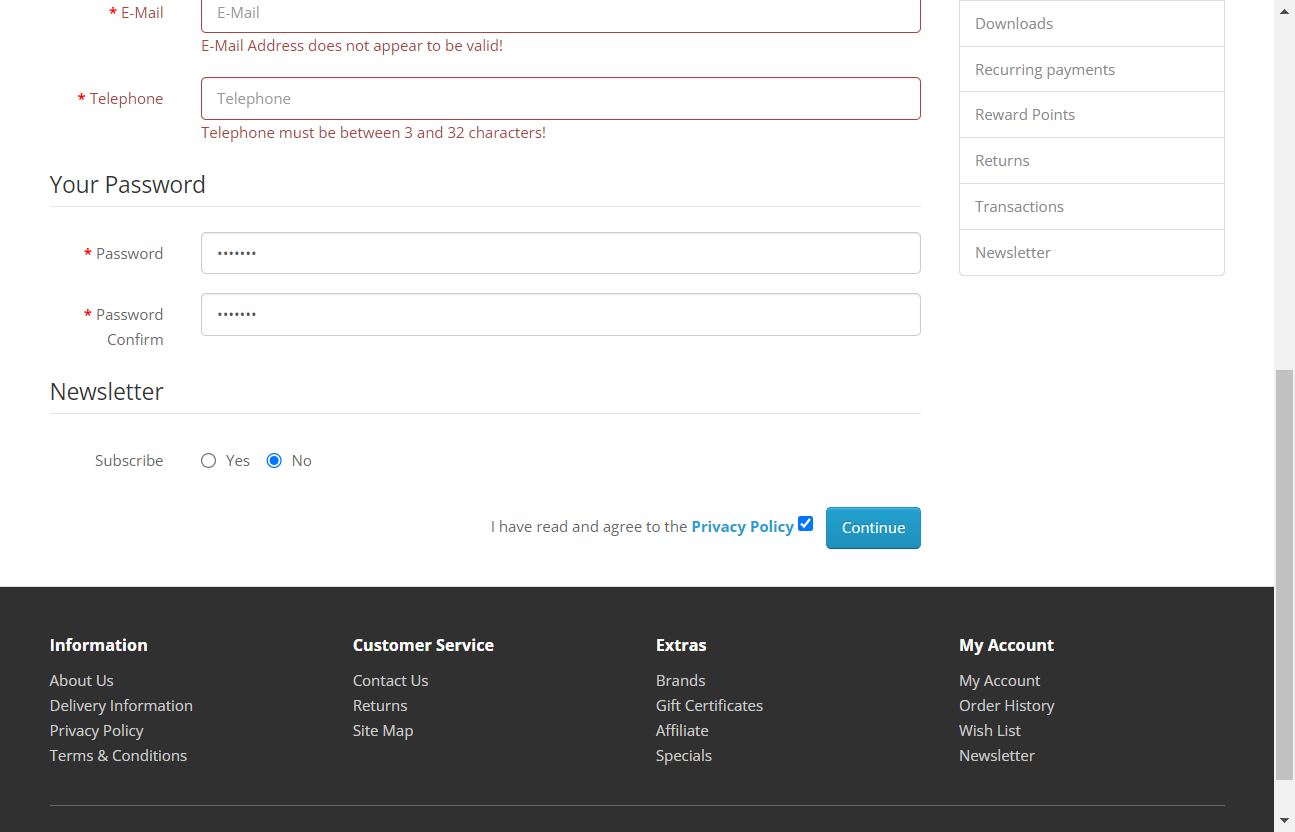 * E-Mail
E-Mail
E-Mail Address does not appear to be valid!
* Telephone
Telephone
Telephone must be between 3 and 32 characters!
Your Password
* Password
•••••••
* Password Confirm
•••••••
Newsletter
Subscribe
Yes
No
I have read and agree to the Privacy Policy
Continue
Downloads
Recurring payments
Reward Points
Returns
Transactions
Newsletter
Information
About Us
Delivery Information
Privacy Policy
Terms & Conditions
Customer Service
Contact Us
Returns
Site Map
Extras
Brands
Gift Certificates
Affiliate
Specials
My Account
My Account
Order History
Wish List
Newsletter